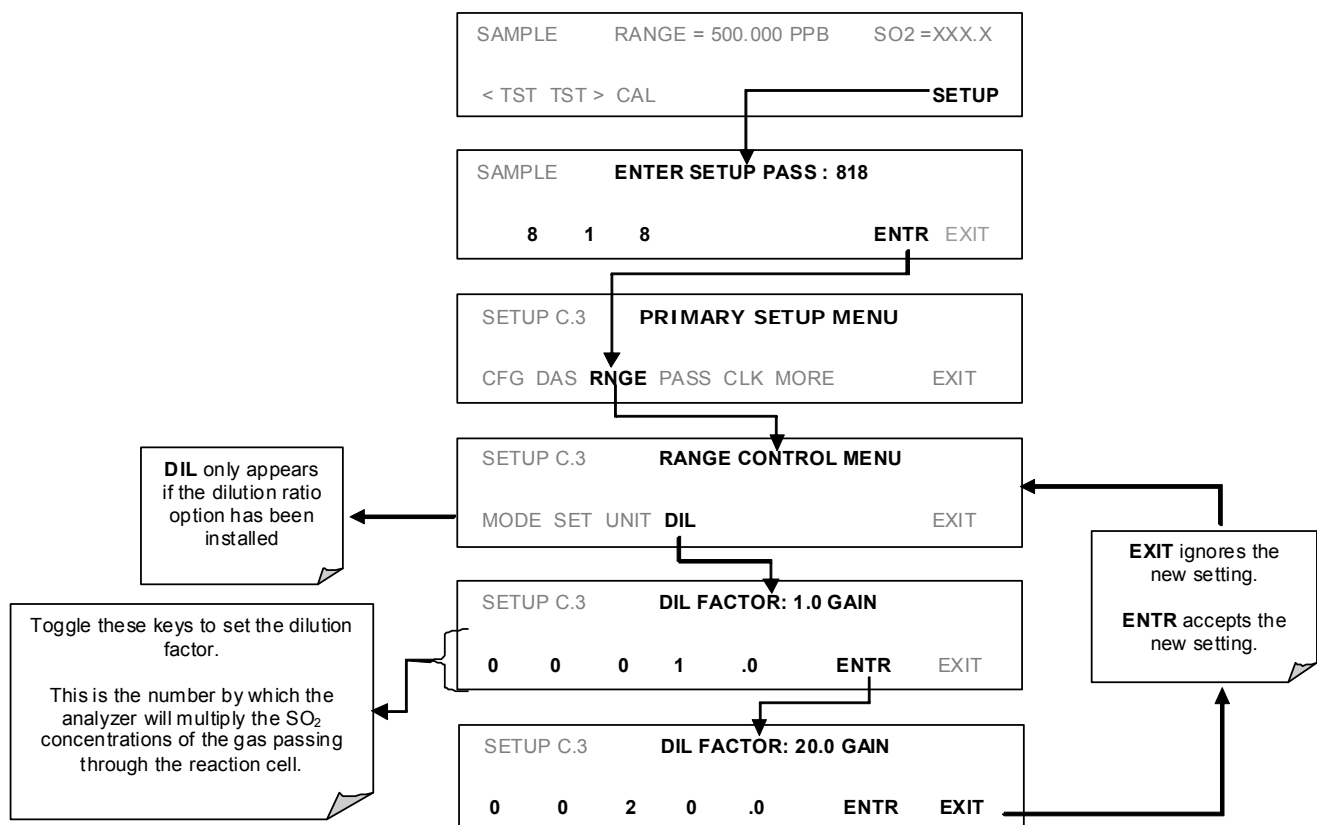 SAMPLE RANGE = 500.000 PPB SO2 =XXX.X
< TST TST > CAL SETUP
SAMPLE ENTER SETUP PASS : 818
8 1 8 ENTR EXIT
SETUP C.3 PRIMARY SETUP MENU
CFG DAS RNGE PASS CLK MORE EXIT
SETUP C.3 RANGE CONTROL MENU
MODE SET UNIT DIL EXIT
DIL only appears
if the dilution ratio
option has been
installed
EXIT ignores the
new setting.
ENTR accepts the
new setting.
SETUP C.3 DIL FACTOR: 1.0 GAIN
0 0 0 1 .0 ENTR EXIT
Toggle these keys to set the dilution
factor.
This is the number by which the
analyzer will multiply the SO₂
concentrations of the gas passing
through the reaction cell.
SETUP C.3 DIL FACTOR: 20.0 GAIN
0 0 2 0 .0 ENTR EXIT